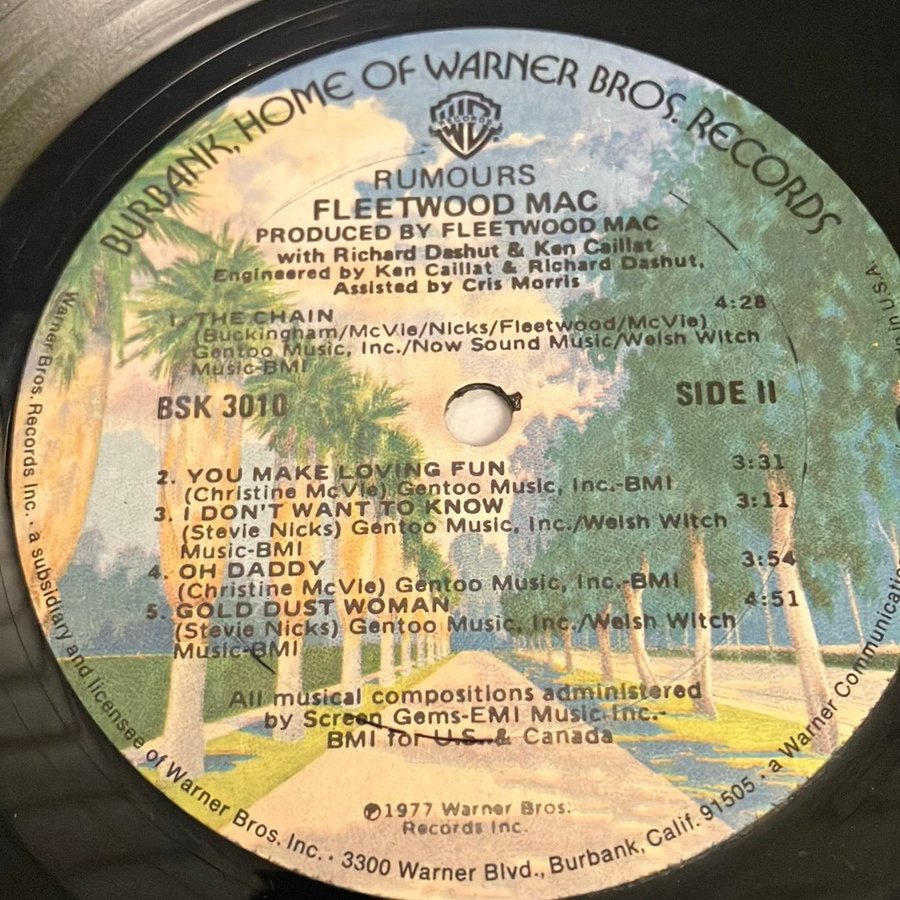 BURBANK, HOME OF WARNER BROS. RECORDS
WB
RECORDS
RUMOURS
FLEETWOOD MAC
PRODUCED BY FLEETWOOD MAC
with Richard Dashut & Ken Caillat
Engineered by Ken Caillat & Richard Dashut,
Assisted by Cris Morris
1. THE CHAIN 4:28
(Buckingham/McVie/Nicks/Fleetwood/McVie)
Gentoo Music, Inc./Now Sound Music/Welsh Witch
Music-BMI
BSK 3010 SIDE II
2. YOU MAKE LOVING FUN 3:31
(Christine McVie) Gentoo Music, Inc.-BMI
3. I DON'T WANT TO KNOW 3:11
(Stevie Nicks) Gentoo Music, Inc./Welsh Witch
Music-BMI
4. OH DADDY 3:54
(Christine McVie) Gentoo Music, Inc.-BMI
5. GOLD DUST WOMAN 4:51
(Stevie Nicks) Gentoo Music, Inc./Welsh Witch
Music-BMI
All musical compositions administered
by Screen Gems-EMI Music Inc.-
BMI for U.S. & Canada
℗1977 Warner Bros.
Records Inc.
Warner Bros. Records Inc. • a subsidiary and licensee of Warner Bros. Inc. • 3300 Warner Blvd., Burbank, Calif. 91505 • a Warner Communication
in U.S.A.